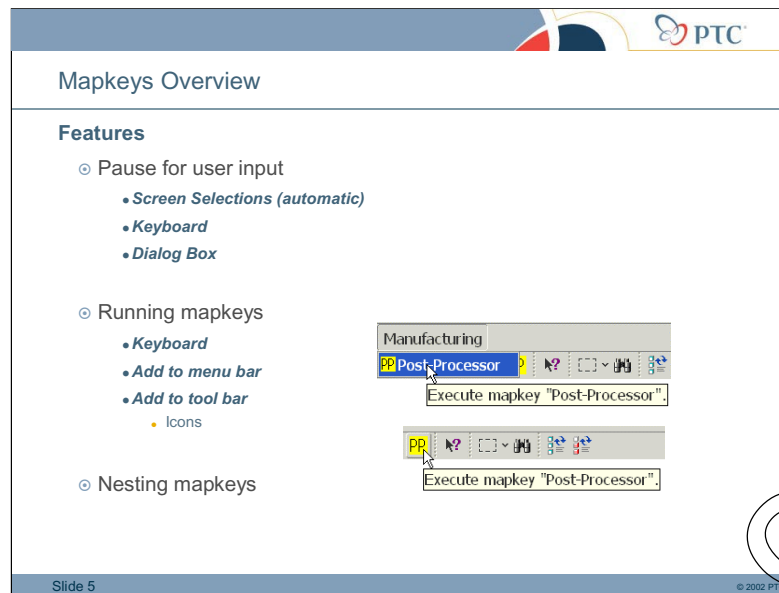 PTC
Mapkeys Overview
Features
Pause for user input
Screen Selections (automatic)
Keyboard
Dialog Box
Running mapkeys
Keyboard
Add to menu bar
Add to tool bar
Icons
Manufacturing
PP Post-Processor
Execute mapkey "Post-Processor".
PP
Execute mapkey "Post-Processor".
Nesting mapkeys
Slide 5
© 2002 PT